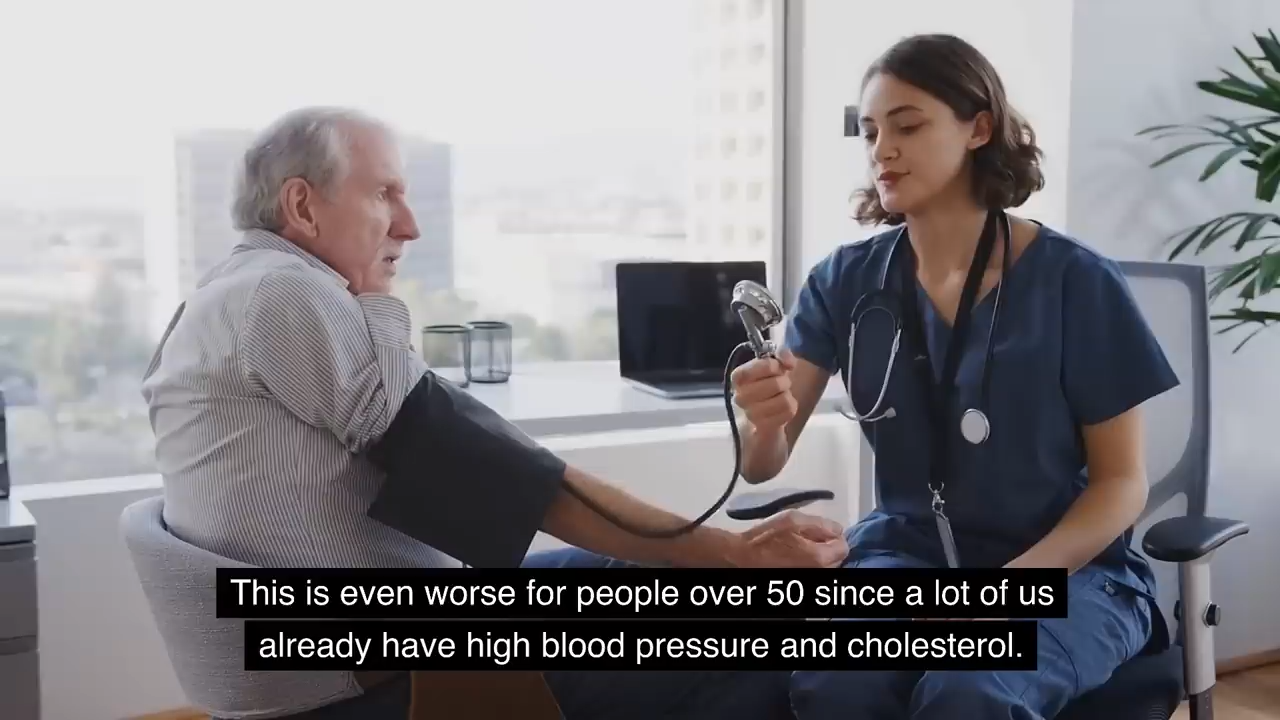 This is even worse for people over 50 since a lot of us
already have high blood pressure and cholesterol.